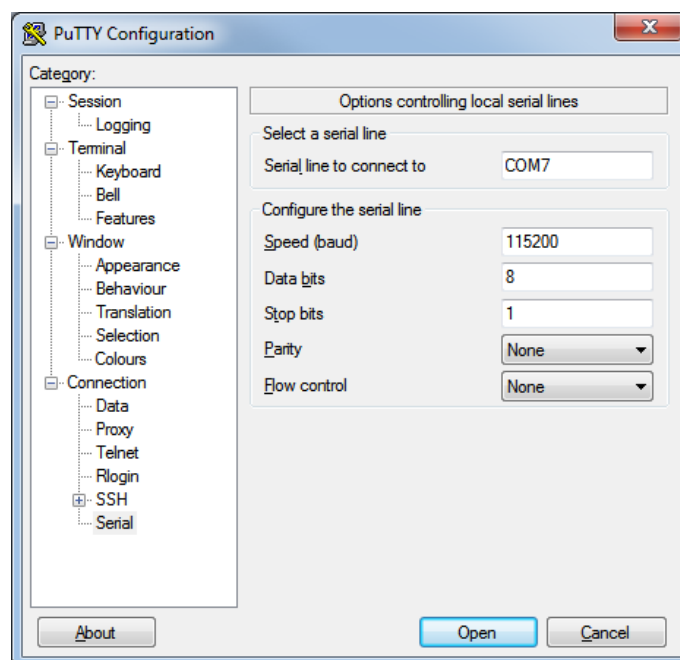 PuTTY Configuration
Category:
Session
Logging
Terminal
Keyboard
Bell
Features
Window
Appearance
Behaviour
Translation
Selection
Colours
Connection
Data
Proxy
Telnet
Rlogin
SSH
Serial
Options controlling local serial lines
Select a serial line
Serial line to connect to COM7
Configure the serial line
Speed (baud) 115200
Data bits 8
Stop bits 1
Parity None
Flow control None
About Open Cancel